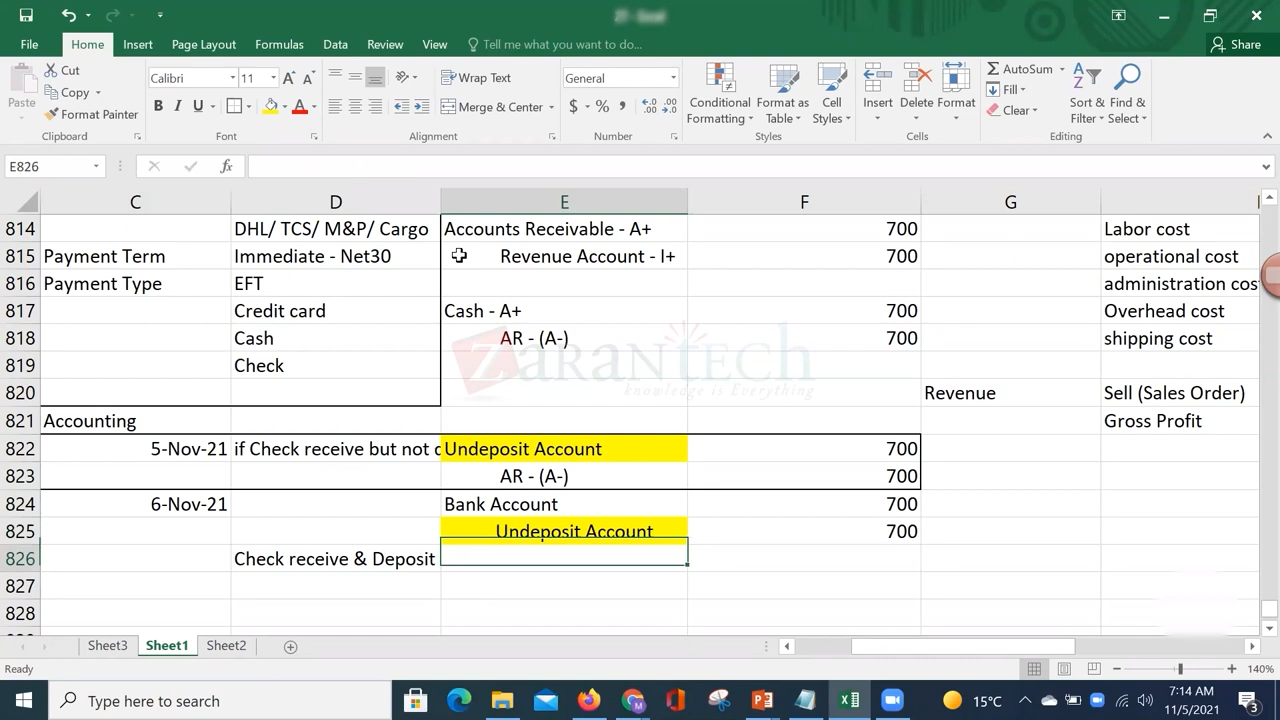 File Home Insert Page Layout Formulas Data Review View Tell me what you want to do... Share
Paste Cut Copy Format Painter Clipboard
Calibri 11 B I U A A A Font
Wrap Text Merge & Center Alignment
General $ % , Number
Conditional Formatting Format as Table Cell Styles Styles
Insert Delete Format Cells
AutoSum Fill Clear Sort & Filter Find & Select Editing
E826 fx
C D E F G
814 DHL/ TCS/ M&P/ Cargo Accounts Receivable - A+ 700 Labor cost
815 Payment Term Immediate - Net30 Revenue Account - I+ 700 operational cost
816 Payment Type EFT administration cos
817 Credit card Cash - A+ 700 Overhead cost
818 Cash AR - (A-) 700 shipping cost
819 Check
ZaranTech
knowledge is Everything
820 Revenue Sell (Sales Order)
821 Accounting Gross Profit
822 5-Nov-21 if Check receive but not d Undeposit Account 700
823 AR - (A-) 700
824 6-Nov-21 Bank Account 700
825 Undeposit Account 700
826 Check receive & Deposit
827
828
Sheet3 Sheet1 Sheet2
Ready 140%
Type here to search 15°C 7:14 AM
11/5/2021 3